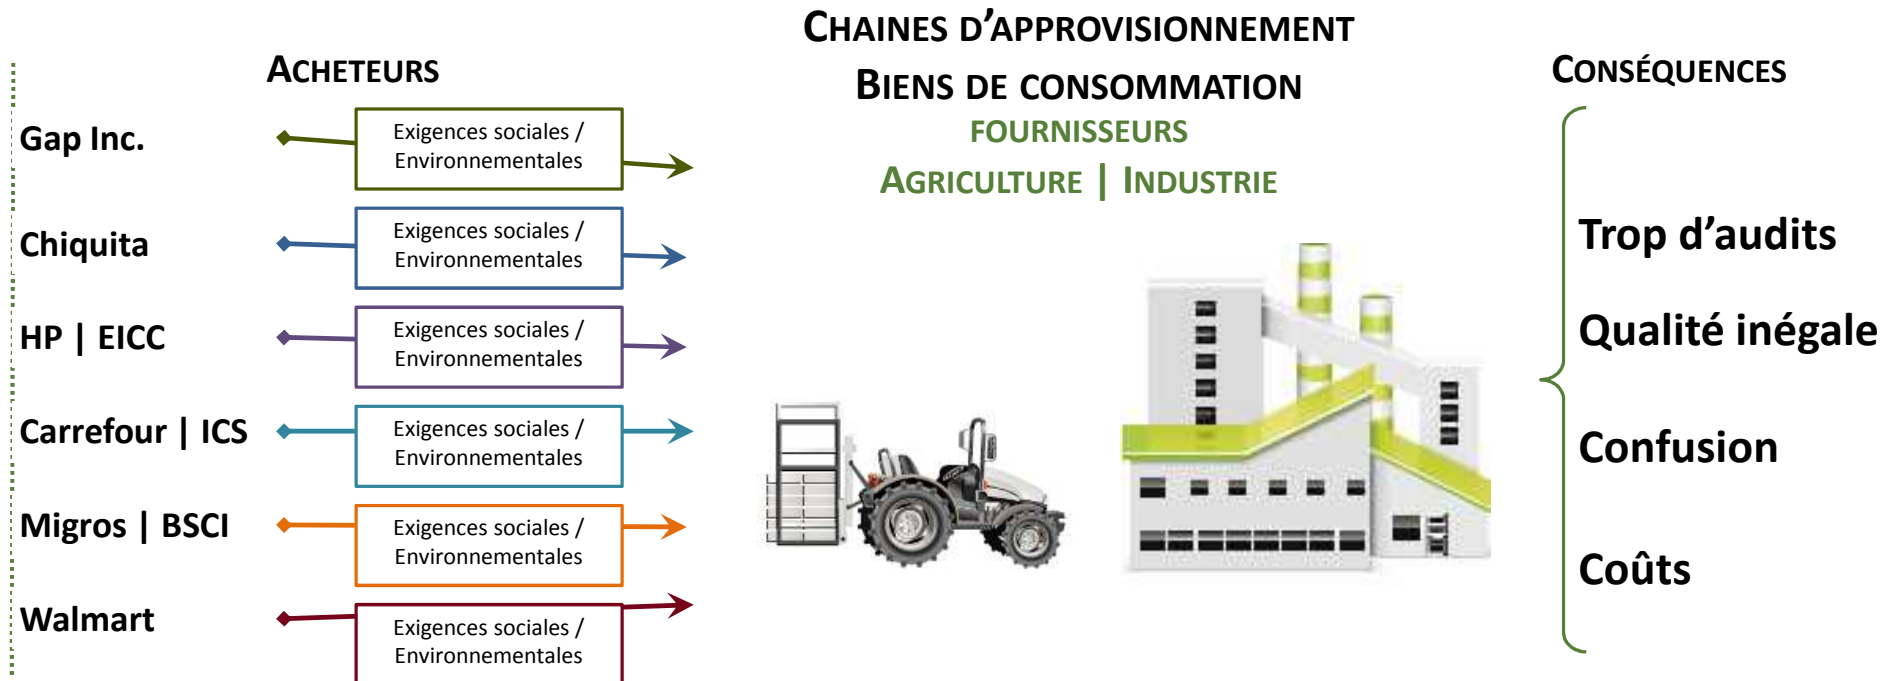 CHAINES D'APPROVISIONNEMENT
BIENS DE CONSOMMATION
FOURNISSEURS
AGRICULTURE | INDUSTRIE
ACHETEURS
Gap Inc.
Exigences sociales /
Environnementales
Chiquita
Exigences sociales /
Environnementales
HP | EICC
Exigences sociales /
Environnementales
Carrefour | ICS
Exigences sociales /
Environnementales
Migros | BSCI
Exigences sociales /
Environnementales
Walmart
Exigences sociales /
Environnementales
CONSÉQUENCES
Trop d’audits
Qualité inégale
Confusion
Coûts